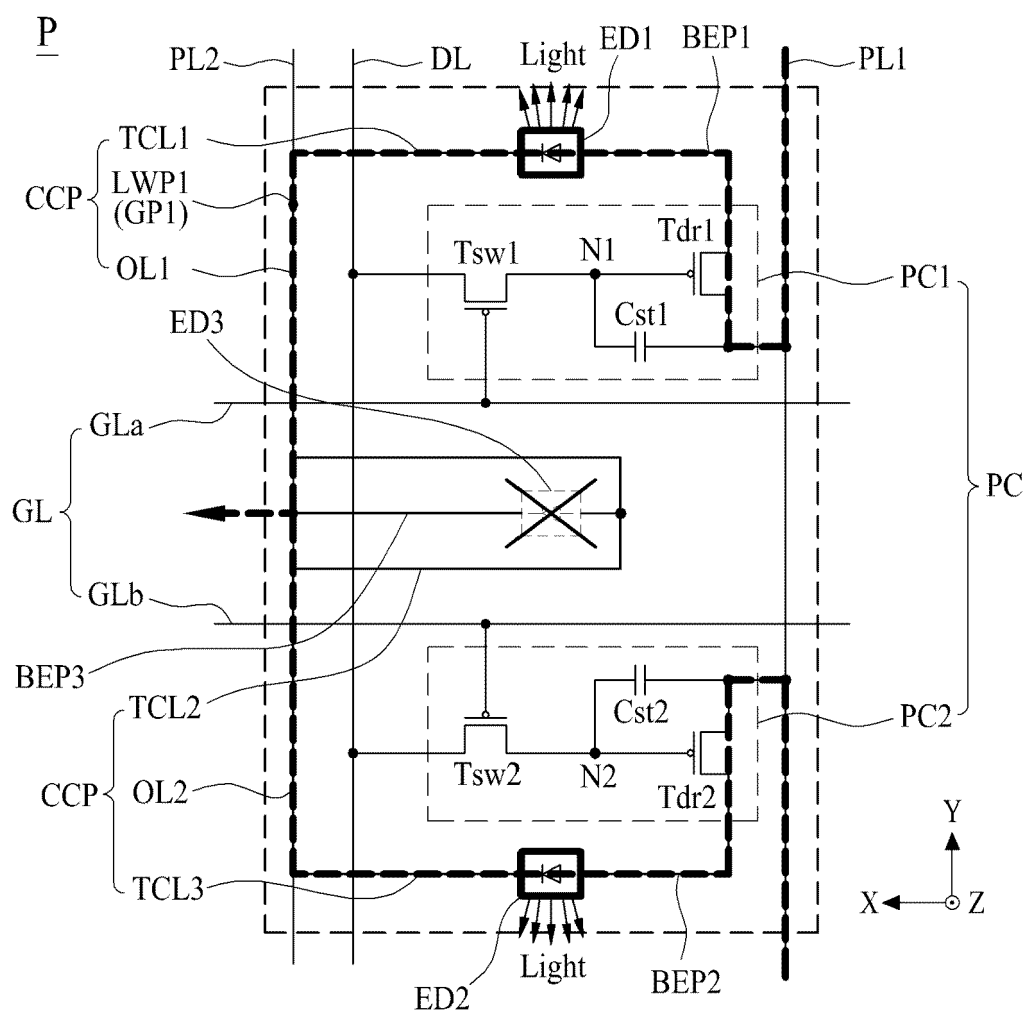 P
PL2
DL
Light
ED1
BEP1
PL1
TCL1
CCP
LWP1
(GP1)
OL1
Tsw1
N1
Tdr1
PC1
Cst1
ED3
GLa
GL
PC
GLb
BEP3
TCL2
Cst2
PC2
CCP
OL2
Tsw2
N2
Tdr2
TCL3
Y
X
Z
Light
ED2
BEP2